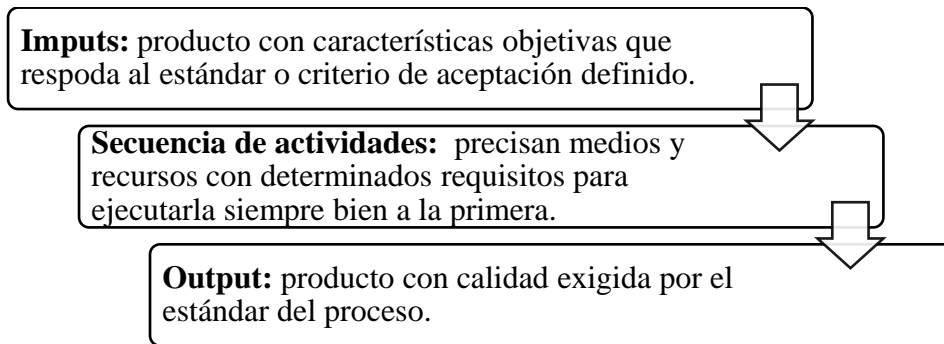 Imputs: producto con características objetivas que
respoda al estándar o criterio de aceptación definido.
Secuencia de actividades:  precisan medios y
recursos con determinados requisitos para
ejecutarla siempre bien a la primera.
Output: producto con calidad exigida por el
estándar del proceso.